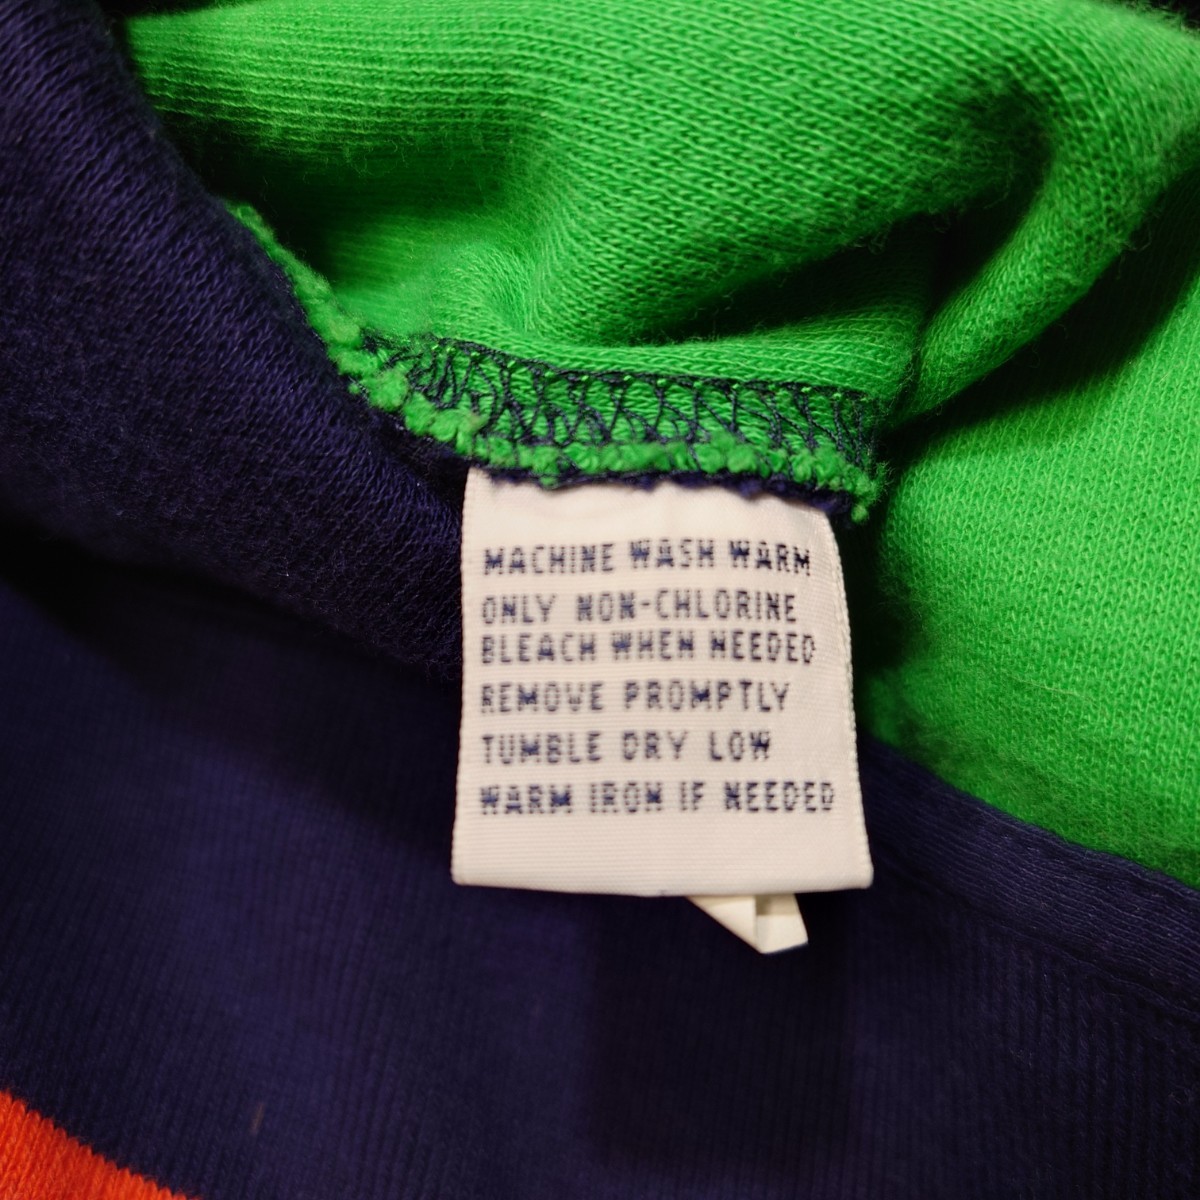 MACHINE WASH WARM
ONLY NON-CHLORINE
BLEACH WHEN NEEDED
REMOVE PROMPTLY
TUMBLE DRY LOW
WARM IRON IF NEEDED